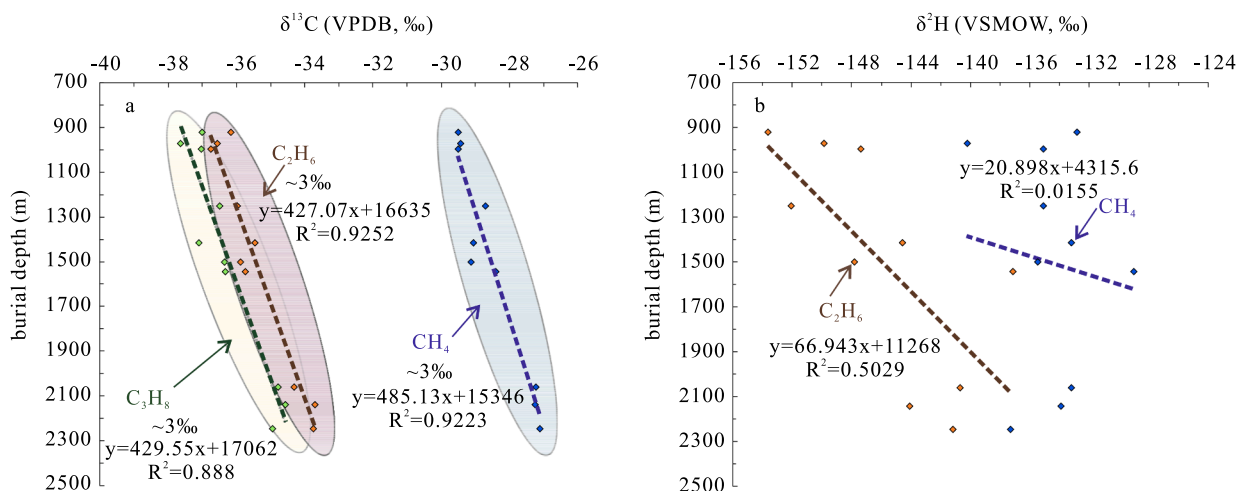 δ¹³C (VPDB, ‰)
-40 -38 -36 -34 -32 -30 -28 -26
700
900
1100
1300
1500
1700
1900
2100
2300
2500
burial depth (m)
a
C₂H₆
~3‰
y=427.07x+16635
R²=0.9252
CH₄
~3‰
y=485.13x+15346
R²=0.9223
C₃H₈
~3‰
y=429.55x+17062
R²=0.888
δ²H (VSMOW, ‰)
-156 -152 -148 -144 -140 -136 -132 -128 -124
700
900
1100
1300
1500
1700
1900
2100
2300
2500
burial depth (m)
b
y=20.898x+4315.6
R²=0.0155
CH₄
C₂H₆
y=66.943x+11268
R²=0.5029